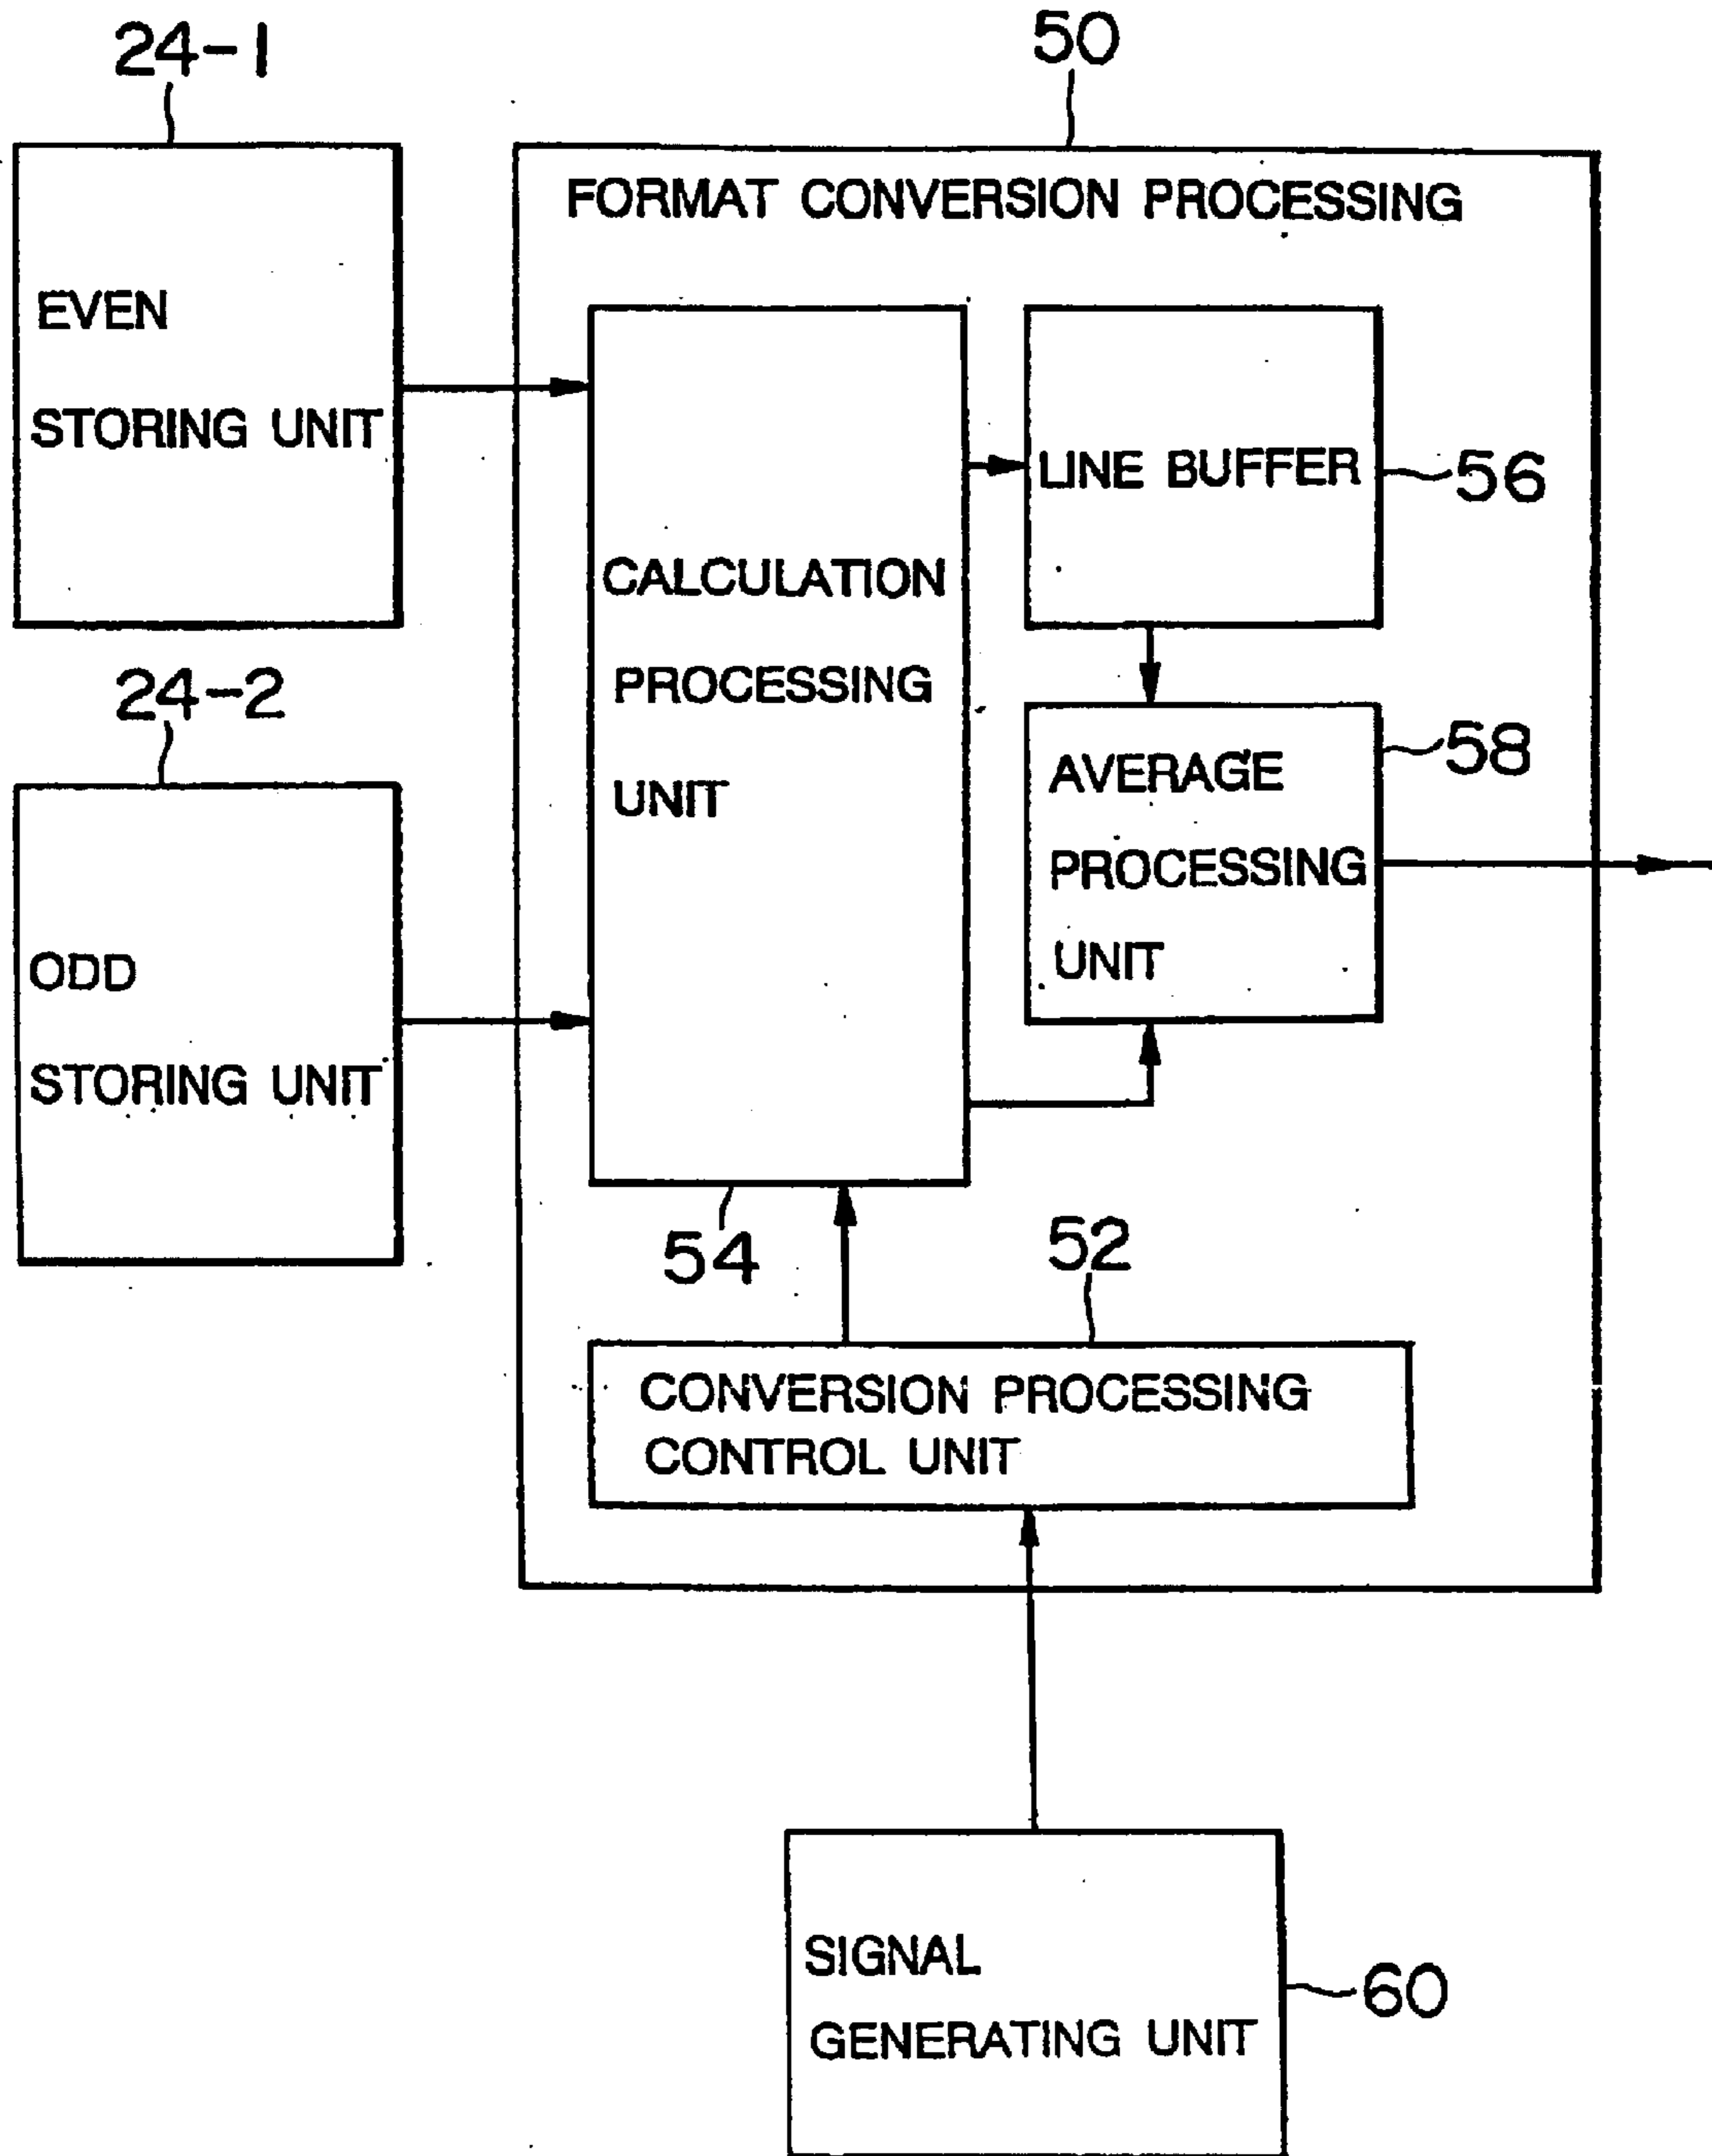 24-1
50
FORMAT CONVERSION PROCESSING
EVEN
STORING UNIT
LINE BUFFER
56
CALCULATION
PROCESSING
UNIT
24-2
AVERAGE
PROCESSING
UNIT
58
ODD
STORING UNIT
54
52
CONVERSION PROCESSING
CONTROL UNIT
SIGNAL
GENERATING UNIT
60